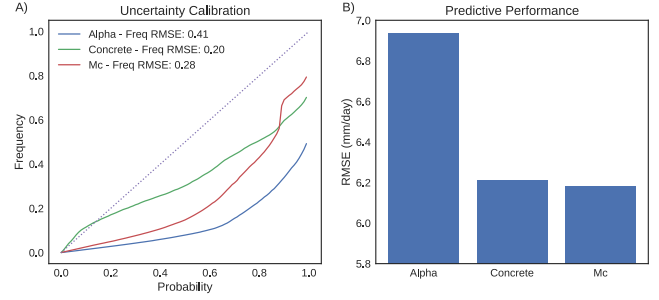 A)
Uncertainty Calibration
1.0
0.8
0.6
0.4
0.2
0.0
Frequency
Alpha - Freq RMSE: 0.41
Concrete - Freq RMSE: 0.20
Mc - Freq RMSE: 0.28
0.0 0.2 0.4 0.6 0.8 1.0
Probability
B)
Predictive Performance
7.0
6.8
6.6
6.4
6.2
6.0
5.8
RMSE (mm/day)
Alpha Concrete Mc